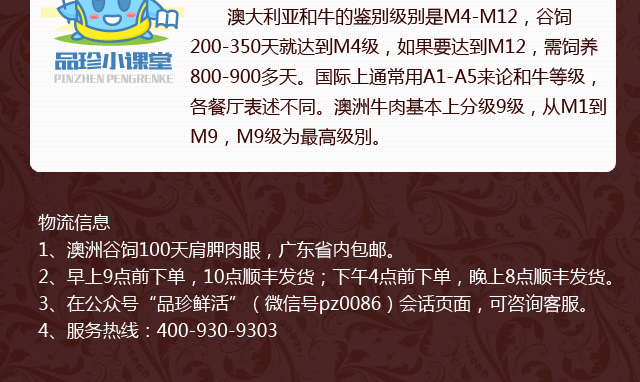 澳大利亚和牛的鉴别级别是M4-M12，谷饲
200-350天就达到M4级，如果要达到M12，需饲养
800-900多天。国际上通常用A1-A5来论和牛等级，
各餐厅表述不同。澳洲牛肉基本上分级9级，从M1到
M9，M9级为最高级别。
品珍小课堂
PINZHEN PENGRENKE
物流信息
1、澳洲谷饲100天肩胛肉眼，广东省内包邮。
2、早上9点前下单，10点顺丰发货；下午4点前下单，晚上8点顺丰发货。
3、在公众号“品珍鲜活”（微信号pz0086）会话页面，可咨询客服。
4、服务热线：400-930-9303